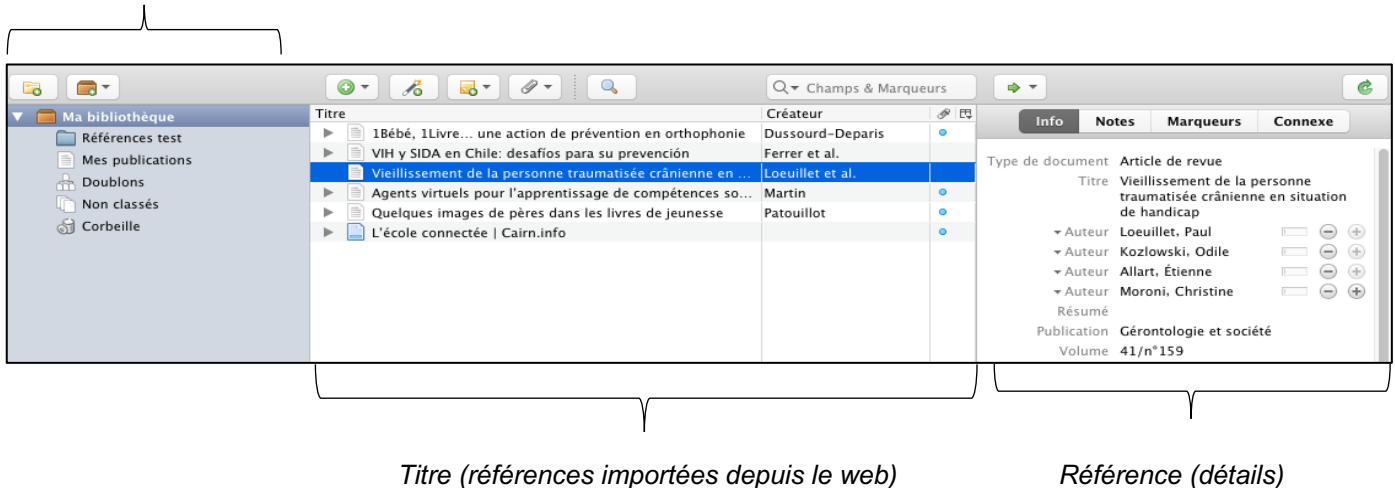 Champs & Marqueurs
Ma bibliothèque
Références test
Mes publications
Doublons
Non classés
Corbeille
Titre Créateur
1Bébé, 1Livre... une action de prévention en orthophonie Dussourd-Deparis
VIH y SIDA en Chile: desafíos para su prevención Ferrer et al.
Vieillissement de la personne traumatisée crânienne en ... Loeuillet et al.
Agents virtuels pour l'apprentissage de compétences so... Martin
Quelques images de pères dans les livres de jeunesse Patouillot
L'école connectée | Cairn.info
Info Notes Marqueurs Connexe
Type de document Article de revue
Titre Vieillissement de la personne
traumatisée crânienne en situation
de handicap
Auteur Loeuillet, Paul
Auteur Kozlowski, Odile
Auteur Allart, Étienne
Auteur Moroni, Christine
Résumé
Publication Gérontologie et société
Volume 41/n°159
Titre (références importées depuis le web)
Référence (détails)